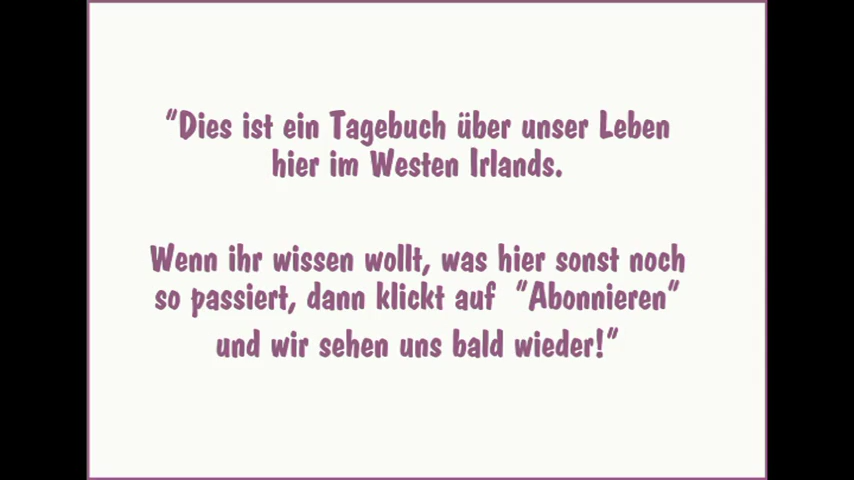 "Dies ist ein Tagebuch über unser Leben
hier im Westen Irlands.
Wenn ihr wissen wollt, was hier sonst noch
so passiert, dann klickt auf "Abonnieren"
und wir sehen uns bald wieder!"